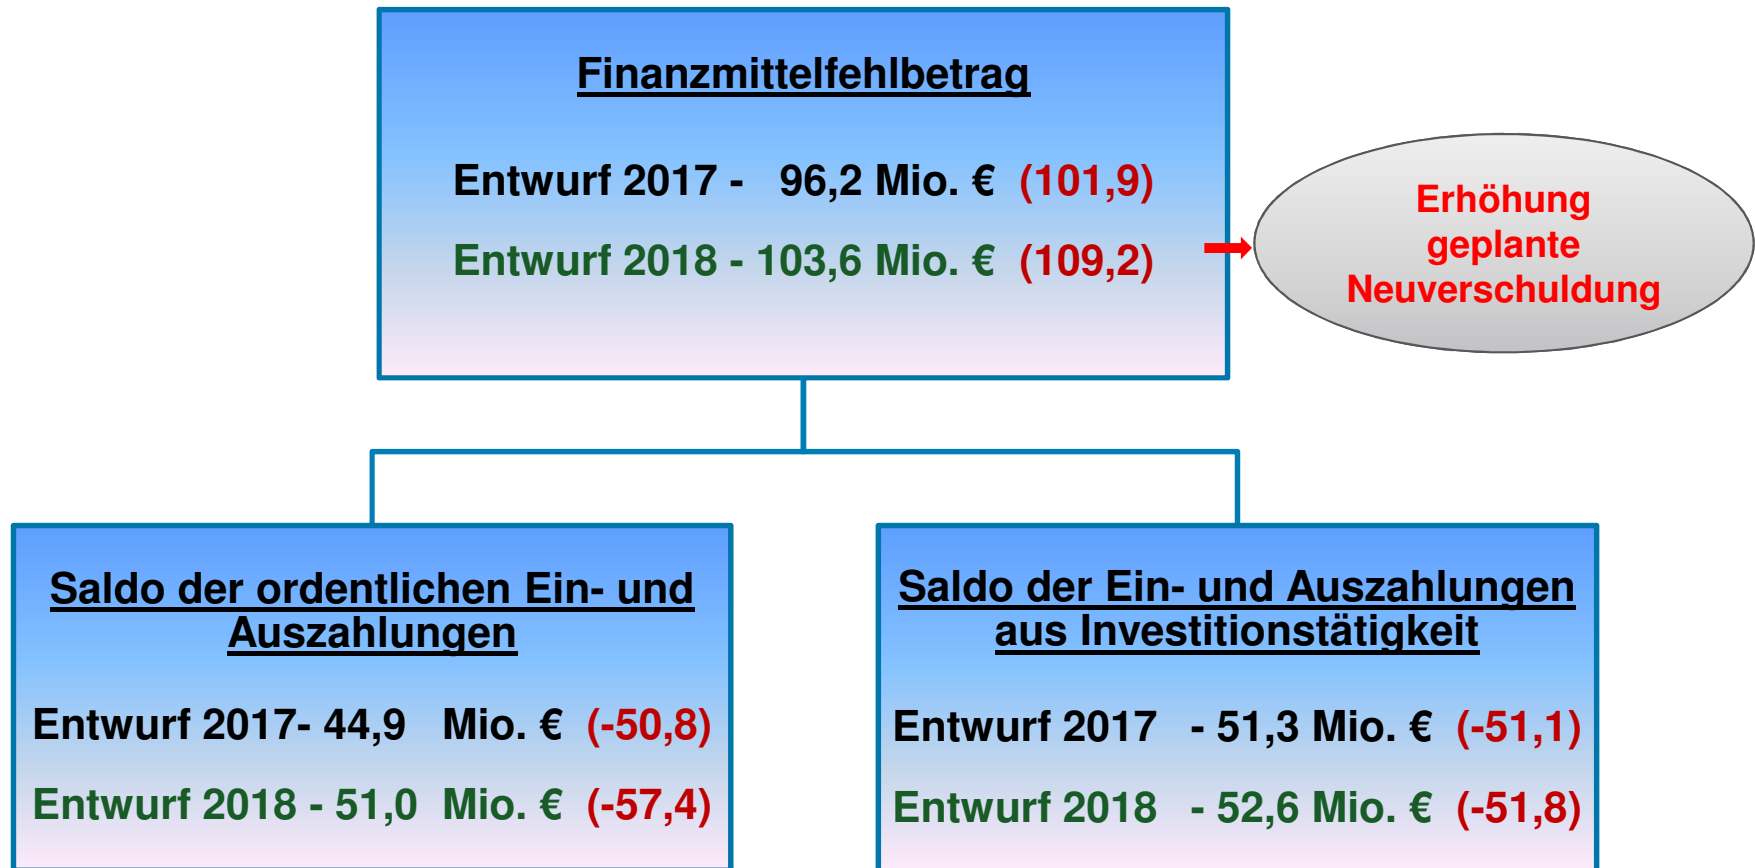 Finanzmittelfehlbetrag
Entwurf 2017 - 96,2 Mio. € (101,9)
Entwurf 2018 - 103,6 Mio. € (109,2)
Erhöhung
geplante
Neuverschuldung
Saldo der ordentlichen Ein- und
Auszahlungen
Entwurf 2017- 44,9 Mio. € (-50,8)
Entwurf 2018 - 51,0 Mio. € (-57,4)
Saldo der Ein- und Auszahlungen
aus Investitionstätigkeit
Entwurf 2017 - 51,3 Mio. € (-51,1)
Entwurf 2018 - 52,6 Mio. € (-51,8)